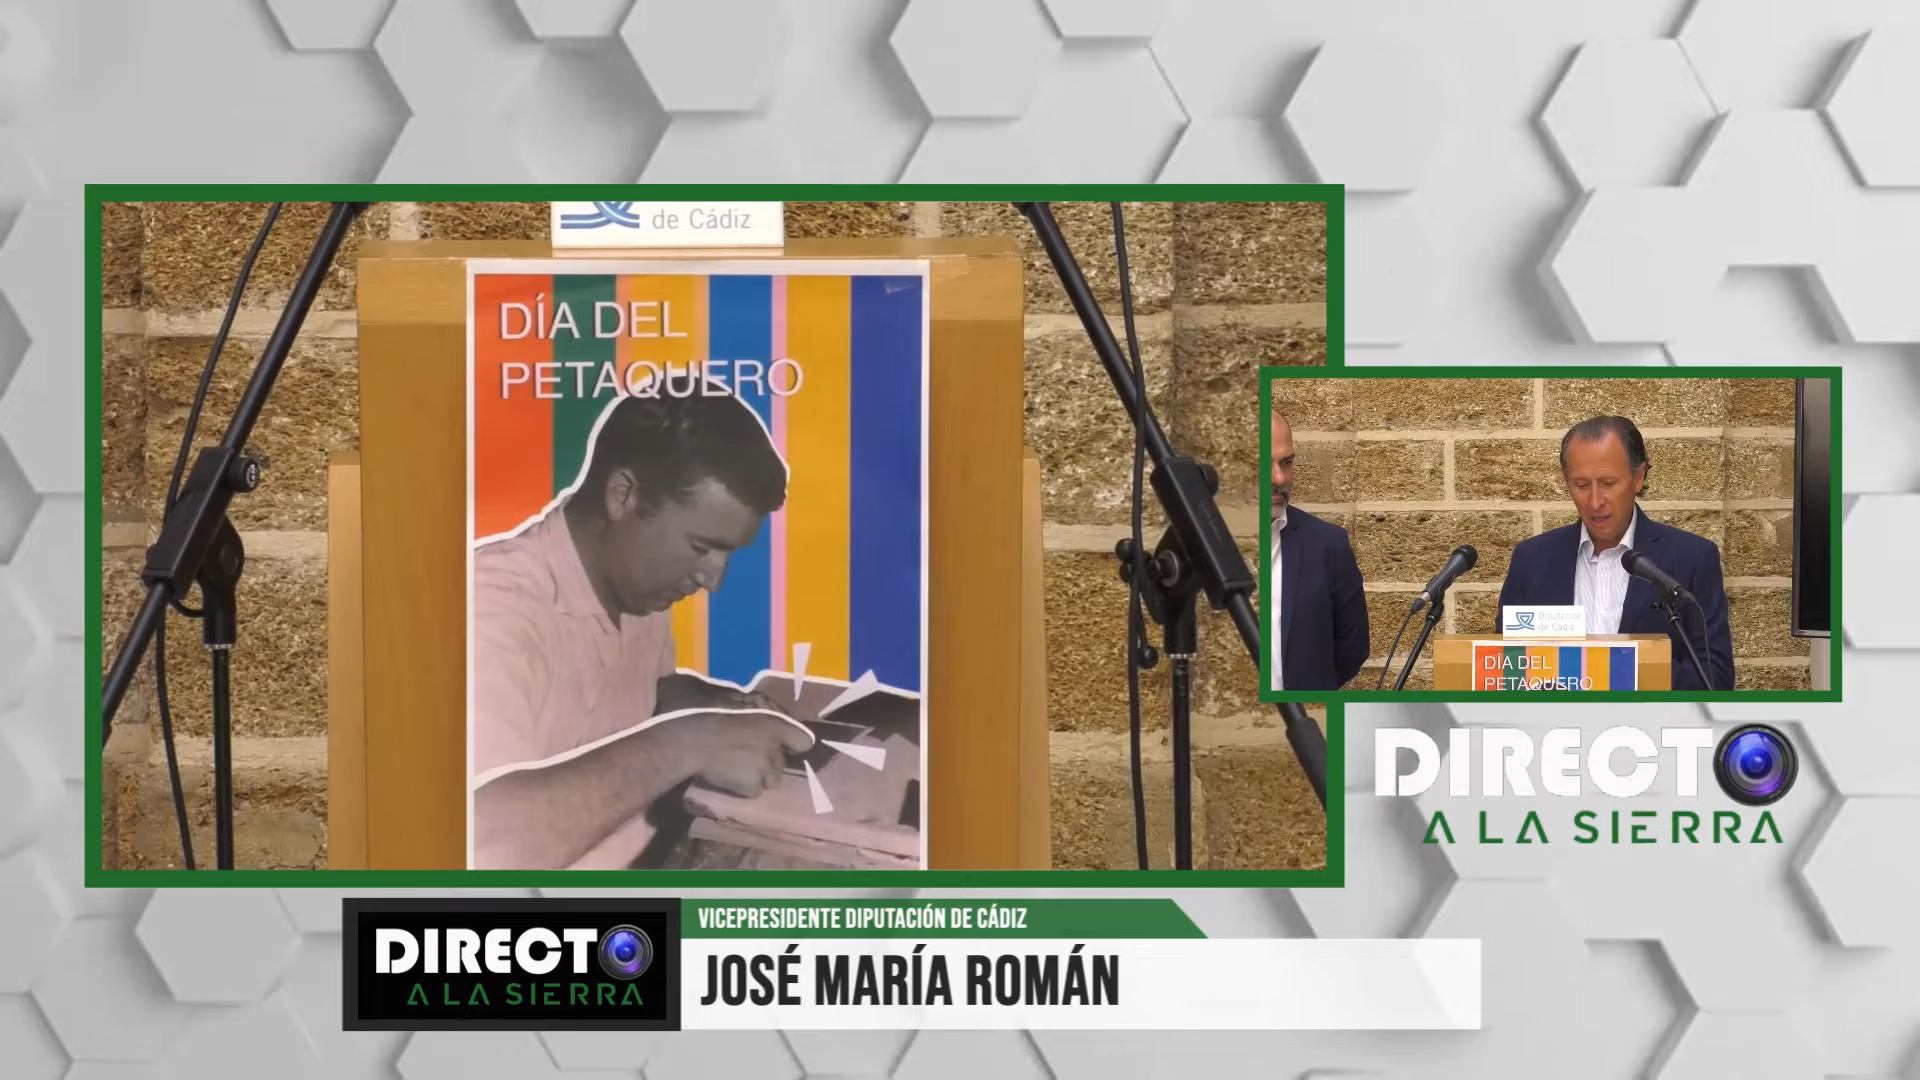 de Cádiz
DÍA DEL
PETAQUERO
Diputación
de Cádiz
DÍA DEL
PETAQUERO
DIRECTO
A LA SIERRA
DIRECTO
A LA SIERRA
VICEPRESIDENTE DIPUTACIÓN DE CÁDIZ
JOSÉ MARÍA ROMÁN